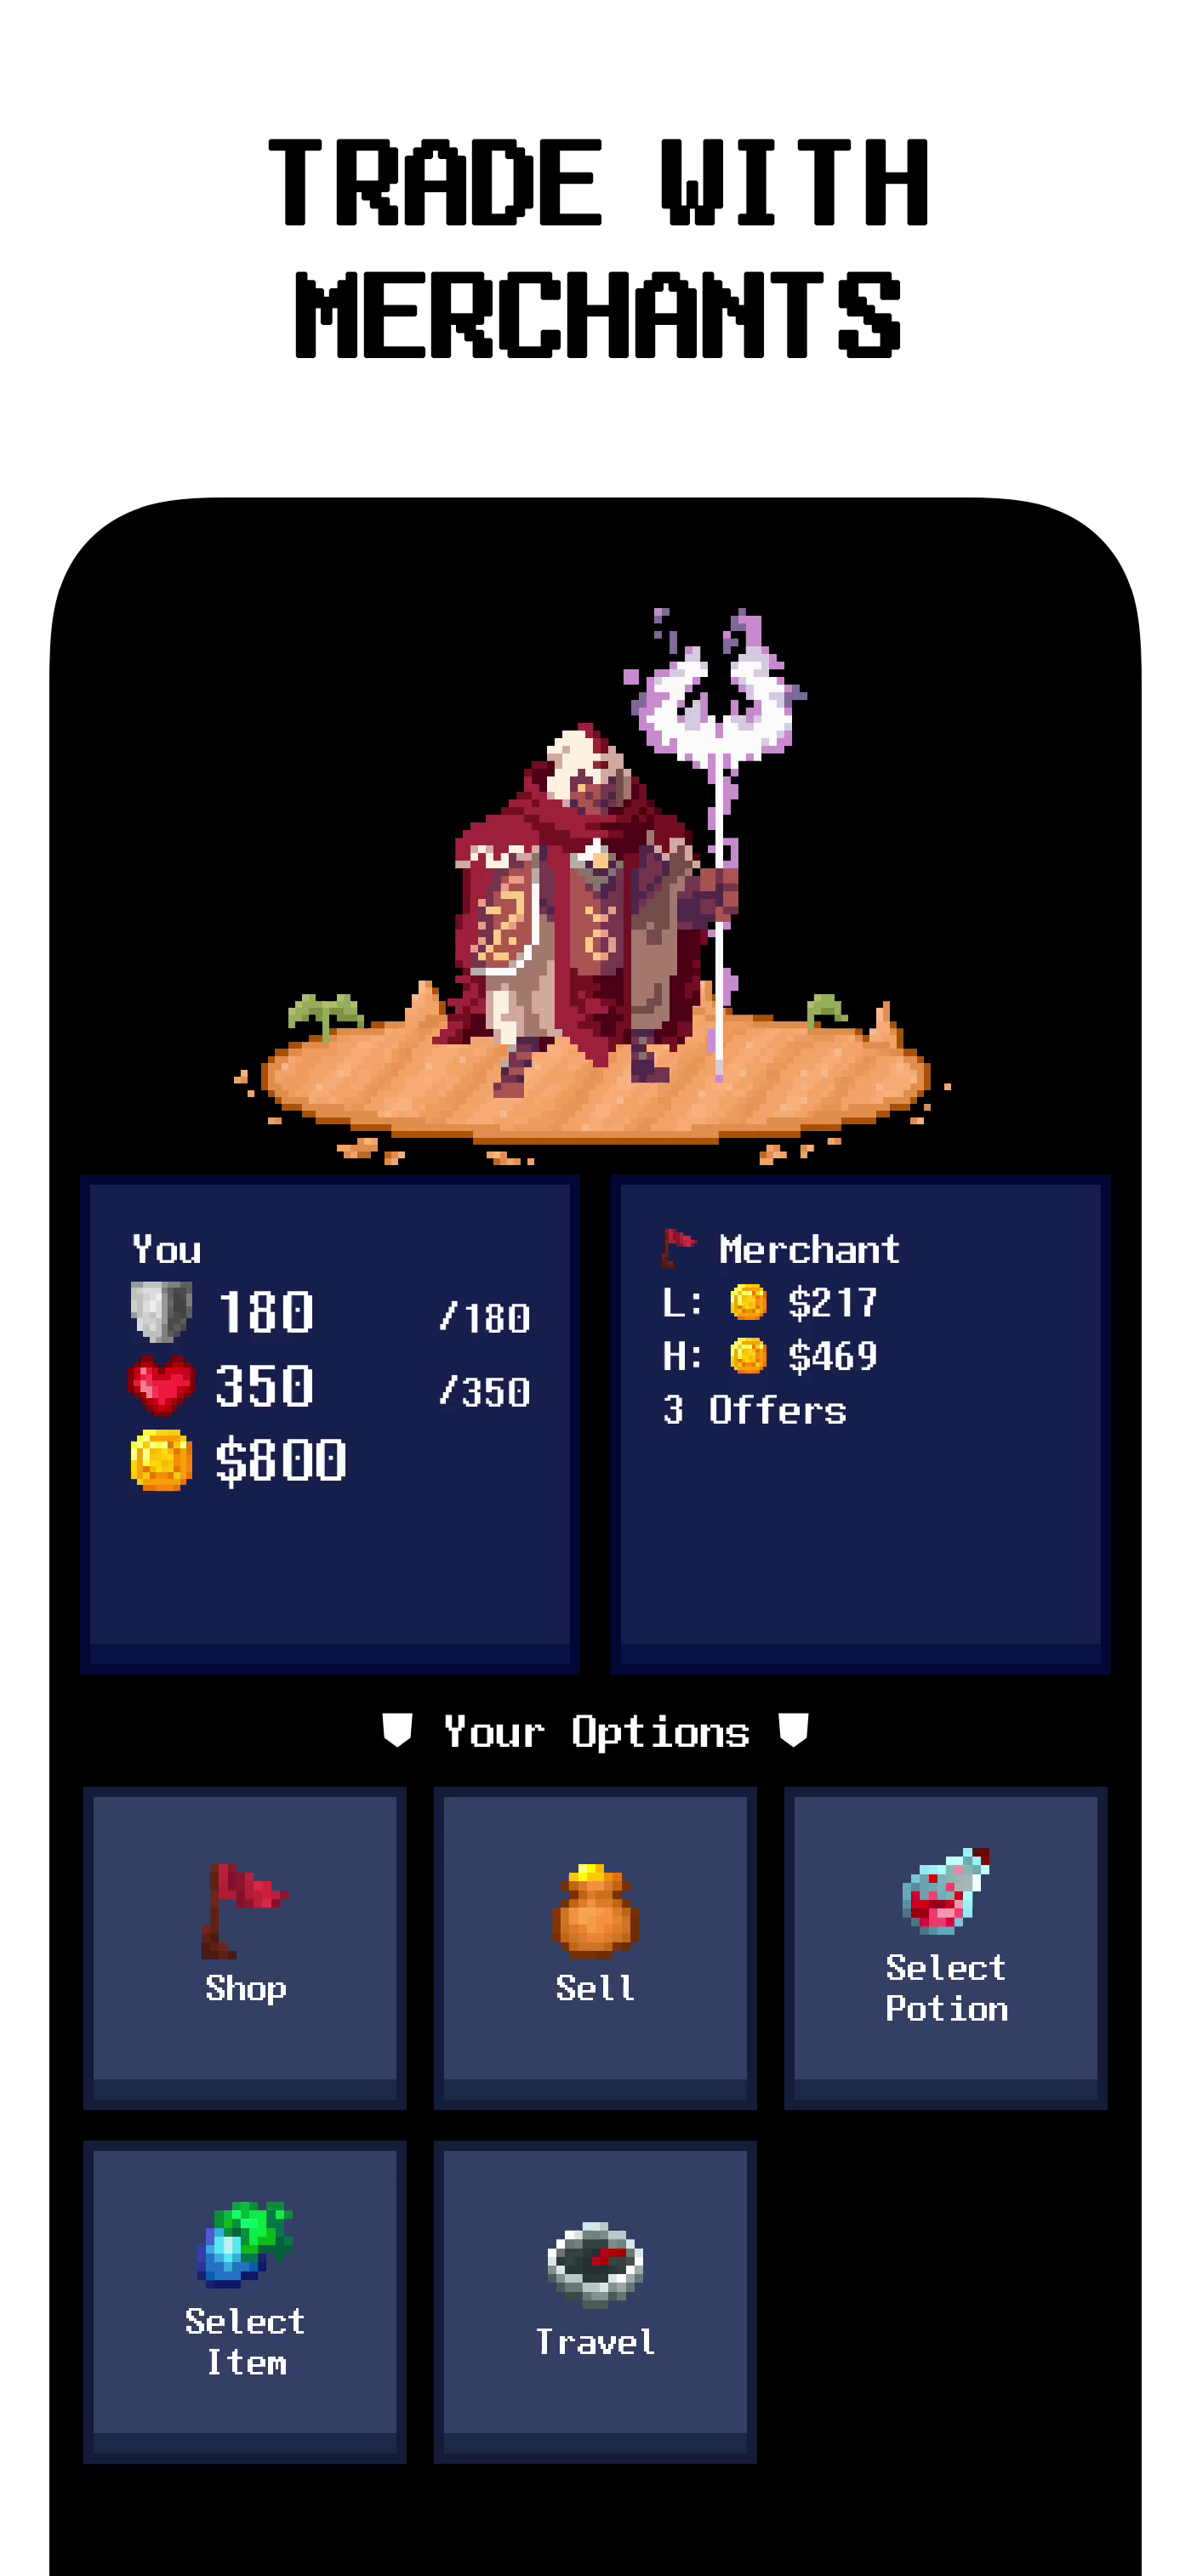 TRADE WITH
MERCHANTS
You
180 /180
350 /350
$800
Merchant
L: $217
H: $469
3 Offers
Your Options
Shop
Sell
Select
Potion
Select
Item
Travel